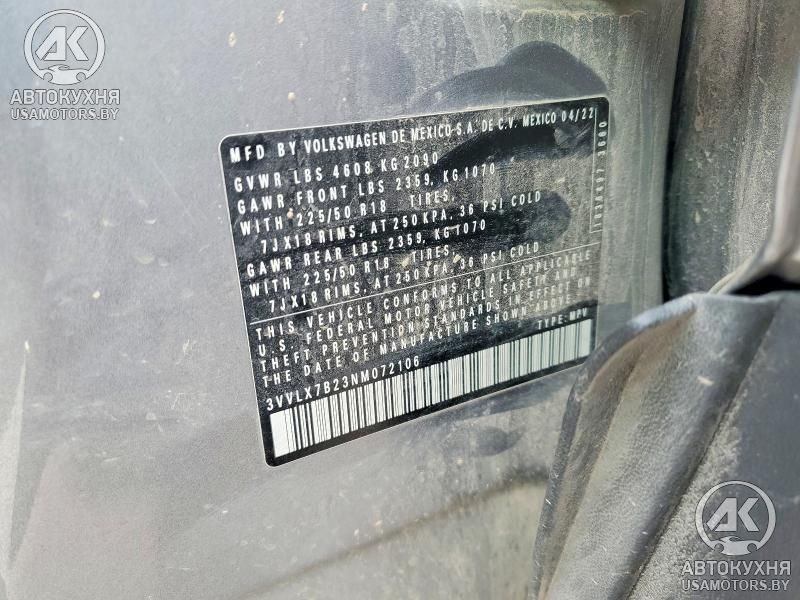 АК
АВТОКУХНЯ
USAMOTORS.BY
MFD BY VOLKSWAGEN DE MEXICO S.A. DE C.V. MEXICO 04/22
GVWR LBS 4608, KG 2090
GAWR FRONT LBS 2359, KG 1070
WITH 225/50 R18 TIRES,
7JX18 RIMS, AT 250 KPA, 36 PSI COLD
GAWR REAR LBS 2359, KG 1070
WITH 225/50 R18 TIRES,
7JX18 RIMS, AT 250 KPA, 36 PSI COLD
THIS VEHICLE CONFORMS TO ALL APPLICABLE
U.S. FEDERAL MOTOR VEHICLE SAFETY AND
THEFT PREVENTION STANDARDS IN EFFECT ON
THE DATE OF MANUFACTURE SHOWN ABOVE.
3VVLX7B23NM072106 TYPE: MPV
АК
АВТОКУХНЯ
USAMOTORS.BY